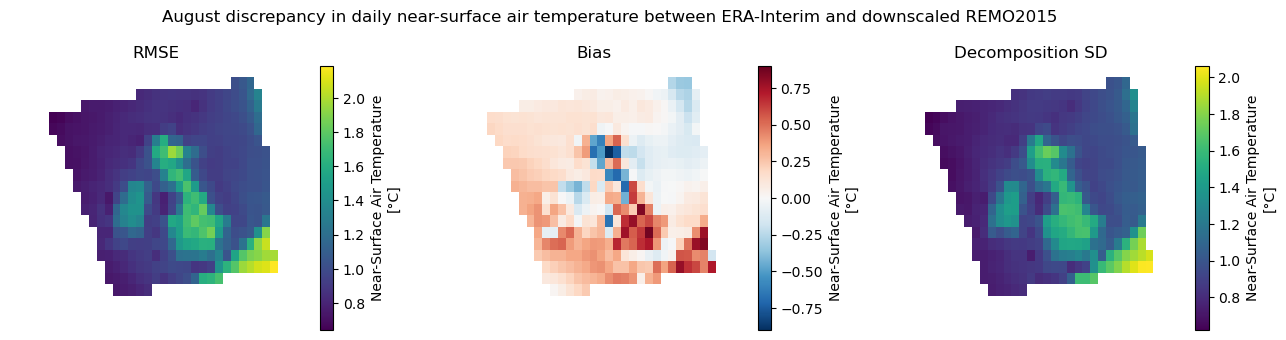 August discrepancy in daily near-surface air temperature between ERA-Interim and downscaled REMO2015
RMSE
2.0
1.8
1.6
1.4
1.2
1.0
0.8
Near-Surface Air Temperature
[°C]
Bias
0.75
0.50
0.25
0.00
−0.25
−0.50
−0.75
Near-Surface Air Temperature
[°C]
Decomposition SD
2.0
1.8
1.6
1.4
1.2
1.0
0.8
Near-Surface Air Temperature
[°C]